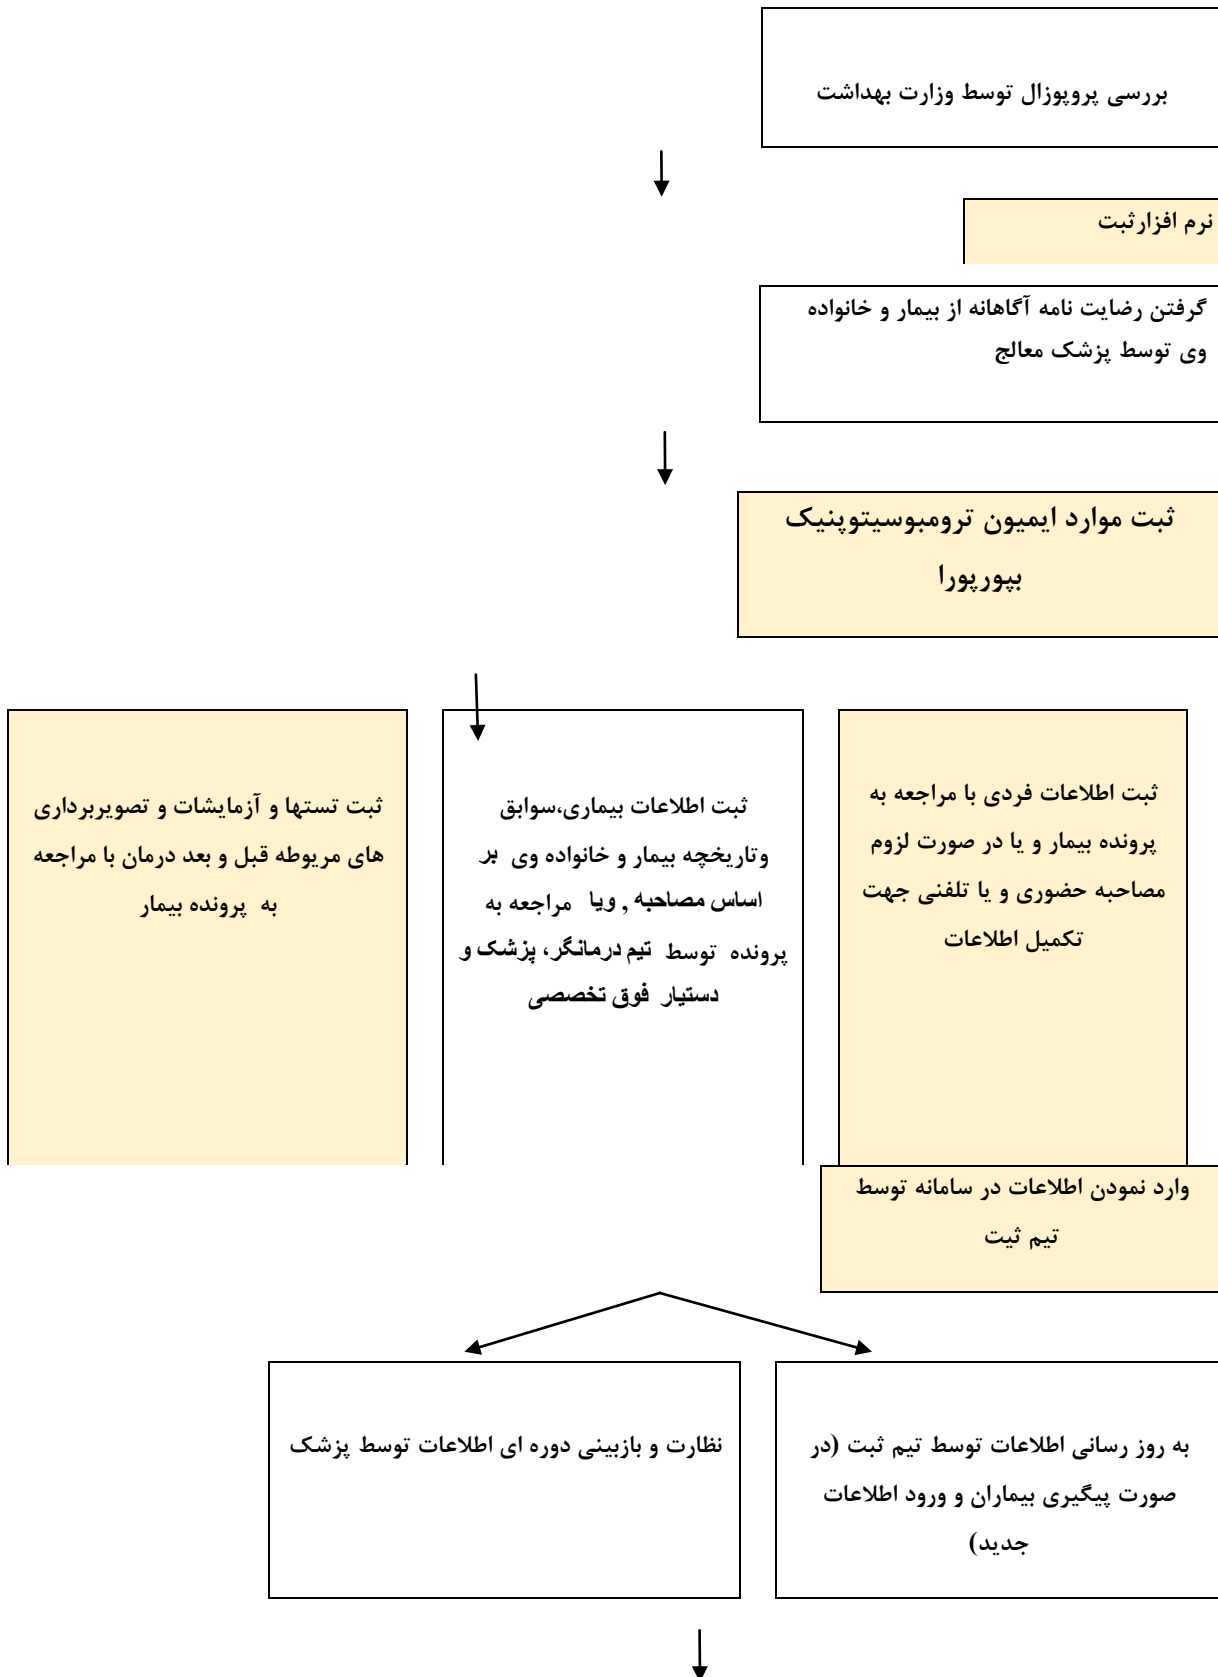 بررسی پروپوزال توسط وزارت بهداشت
نرم افزارثبت
گرفتن رضایت نامه آگاهانه از بیمار و خانواده
وی توسط پزشک معالج
ثبت موارد ایمیون ترومبوسیتوپنیک
بپورپورا
ثبت اطلاعات فردی با مراجعه به
پرونده بیمار و یا در صورت لزوم
مصاحبه حضوری و یا تلفنی جهت
تکمیل اطلاعات
ثبت اطلاعات بیماری،سوابق
وتاریخچه بیمار و خانواده وی بر
اساس مصاحبه , ویا مراجعه به
پرونده توسط تیم درمانگر، پزشک و
دستیار فوق تخصصی
ثبت تستها و آزمایشات و تصویربرداری
های مربوطه قبل و بعد درمان با مراجعه
به پرونده بیمار
وارد نمودن اطلاعات در سامانه توسط
تیم ثبت
به روز رسانی اطلاعات توسط تیم ثبت (در
صورت پیگیری بیماران و ورود اطلاعات
جدید)
نظارت و بازبینی دوره ای اطلاعات توسط پزشک